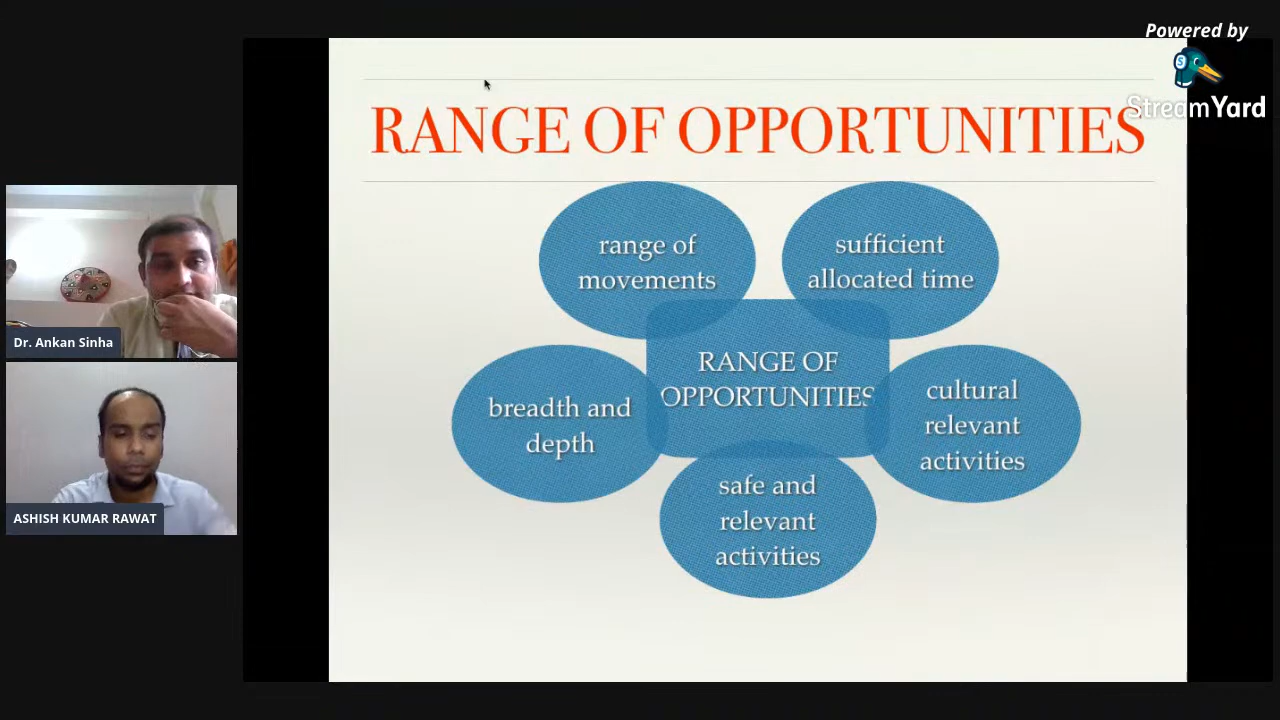 Powered by
StreamYard
RANGE OF OPPORTUNITIES
range of
movements
sufficient
allocated time
RANGE OF
OPPORTUNITIES
breadth and
depth
cultural
relevant
activities
safe and
relevant
activities
Dr. Ankan Sinha
ASHISH KUMAR RAWAT